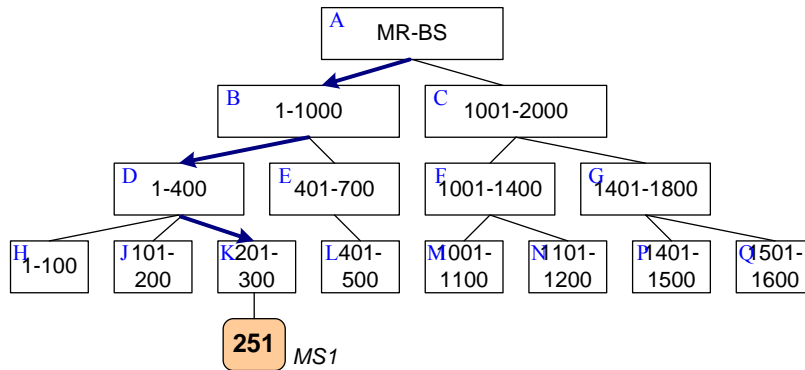 A
MR-BS
B
1-1000
C
1001-2000
D
1-400
E
401-700
F
1001-1400
G
1401-1800
H
1-100
J
101-
200
K
201-
300
L
401-
500
M
1001-
1100
N
1101-
1200
P
1401-
1500
Q
1501-
1600
251
MS1